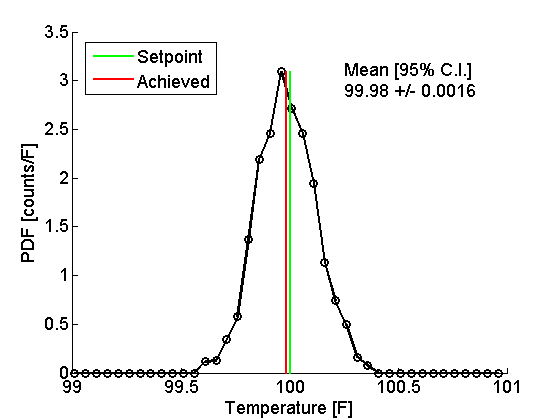 3.5
Setpoint
Achieved
Mean [95% C.I.]
99.98 +/- 0.0016
3
2.5
2
1.5
1
0.5
0
PDF [counts/F]
99
99.5
100
100.5
101
Temperature [F]